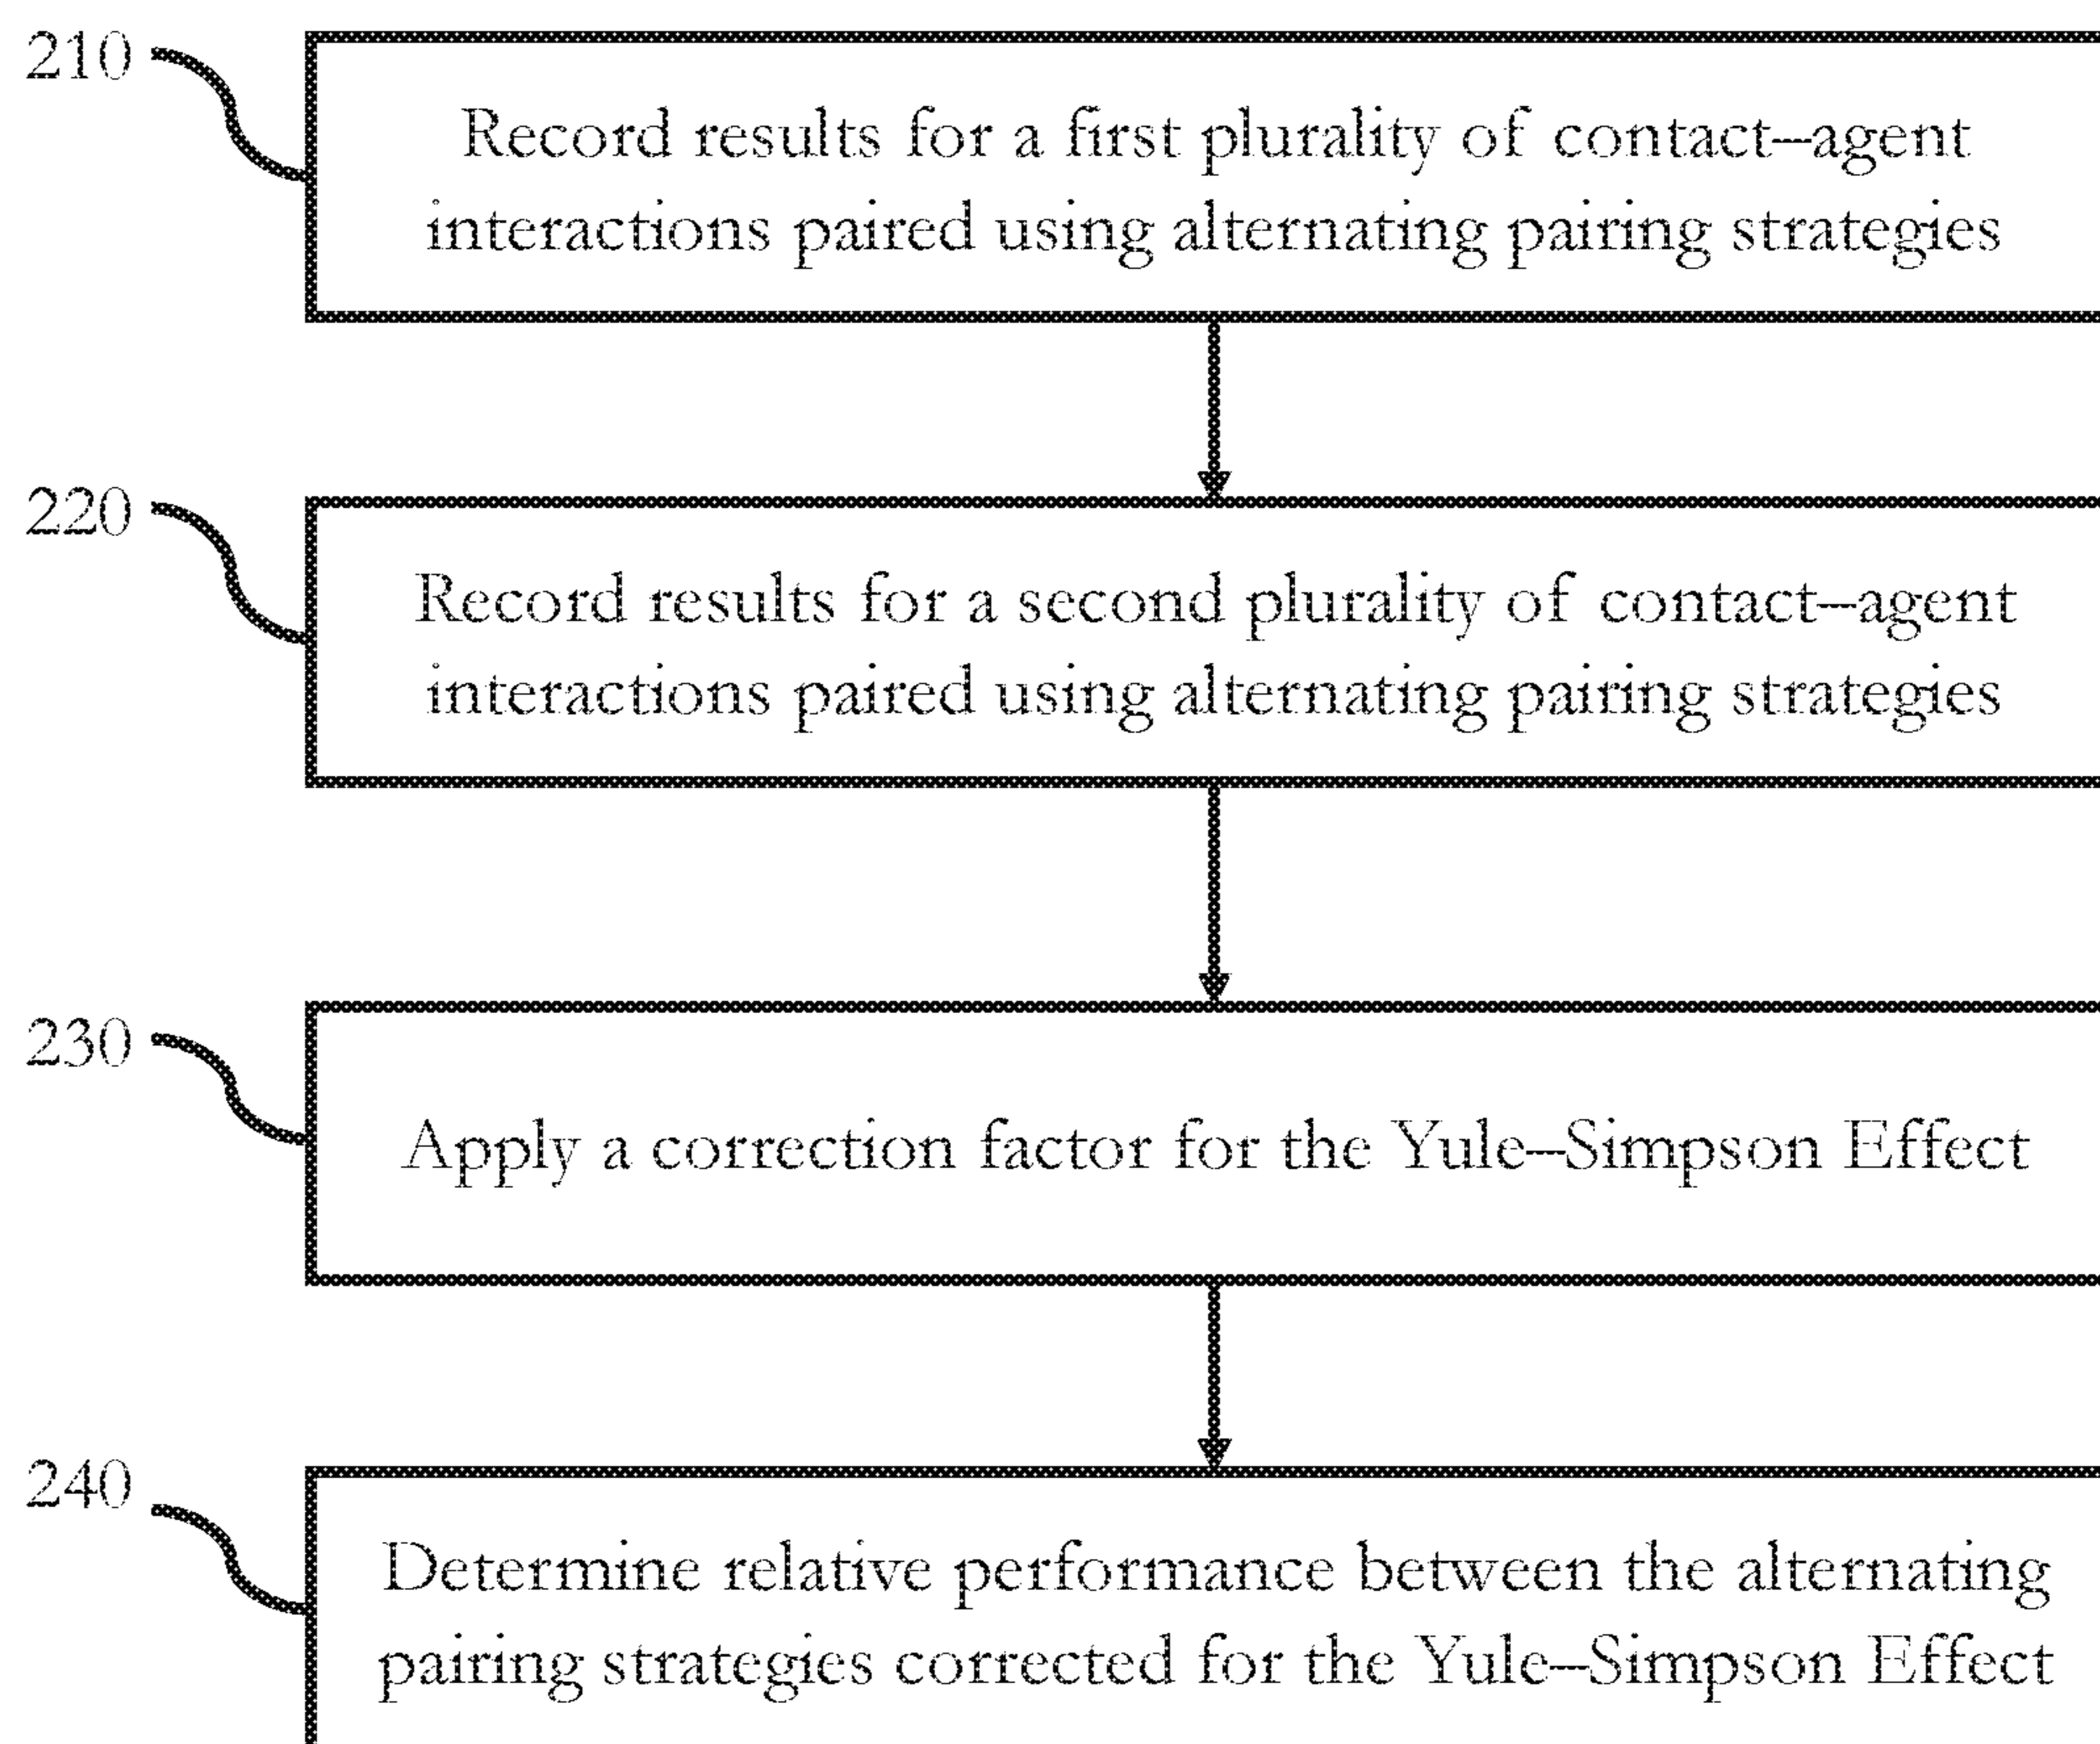 210
Record results for a first plurality of contact–agent
interactions paired using alternating pairing strategies
220
Record results for a second plurality of contact–agent
interactions paired using alternating pairing strategies
230
Apply a correction factor for the Yule–Simpson Effect
240
Determine relative performance between the alternating
pairing strategies corrected for the Yule–Simpson Effect